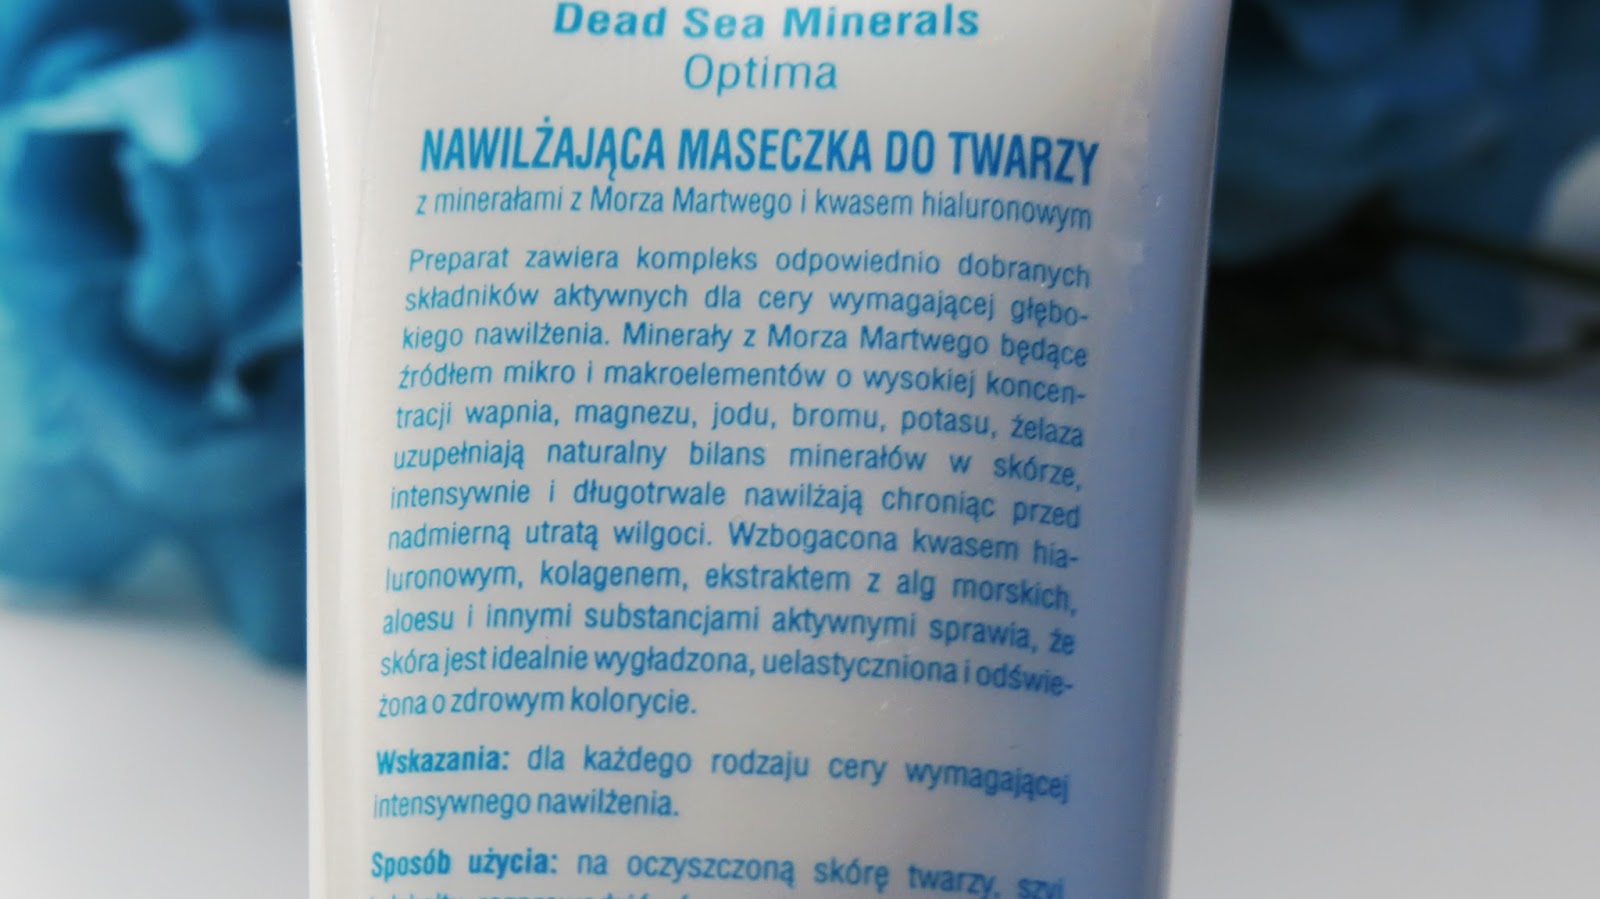 Dead Sea Minerals
Optima
NAWILŻAJĄCA MASECZKA DO TWARZY
z minerałami z Morza Martwego i kwasem hialuronowym
Preparat zawiera kompleks odpowiednio dobranych
składników aktywnych dla cery wymagającej głębo-
kiego nawilżenia. Minerały z Morza Martwego będące
źródłem mikro i makroelementów o wysokiej koncen-
tracji wapnia, magnezu, jodu, bromu, potasu, żelaza
uzupełniają naturalny bilans minerałów w skórze,
intensywnie i długotrwale nawilżają chroniąc przed
nadmierną utratą wilgoci. Wzbogacona kwasem hia-
luronowym, kolagenem, ekstraktem z alg morskich,
aloesu i innymi substancjami aktywnymi sprawia, że
skóra jest idealnie wygładzona, uelastyczniona i odświe-
żona o zdrowym kolorycie.
Wskazania: dla każdego rodzaju cery wymagającej
intensywnego nawilżenia.
Sposób użycia: na oczyszczoną skórę twarzy, szyi